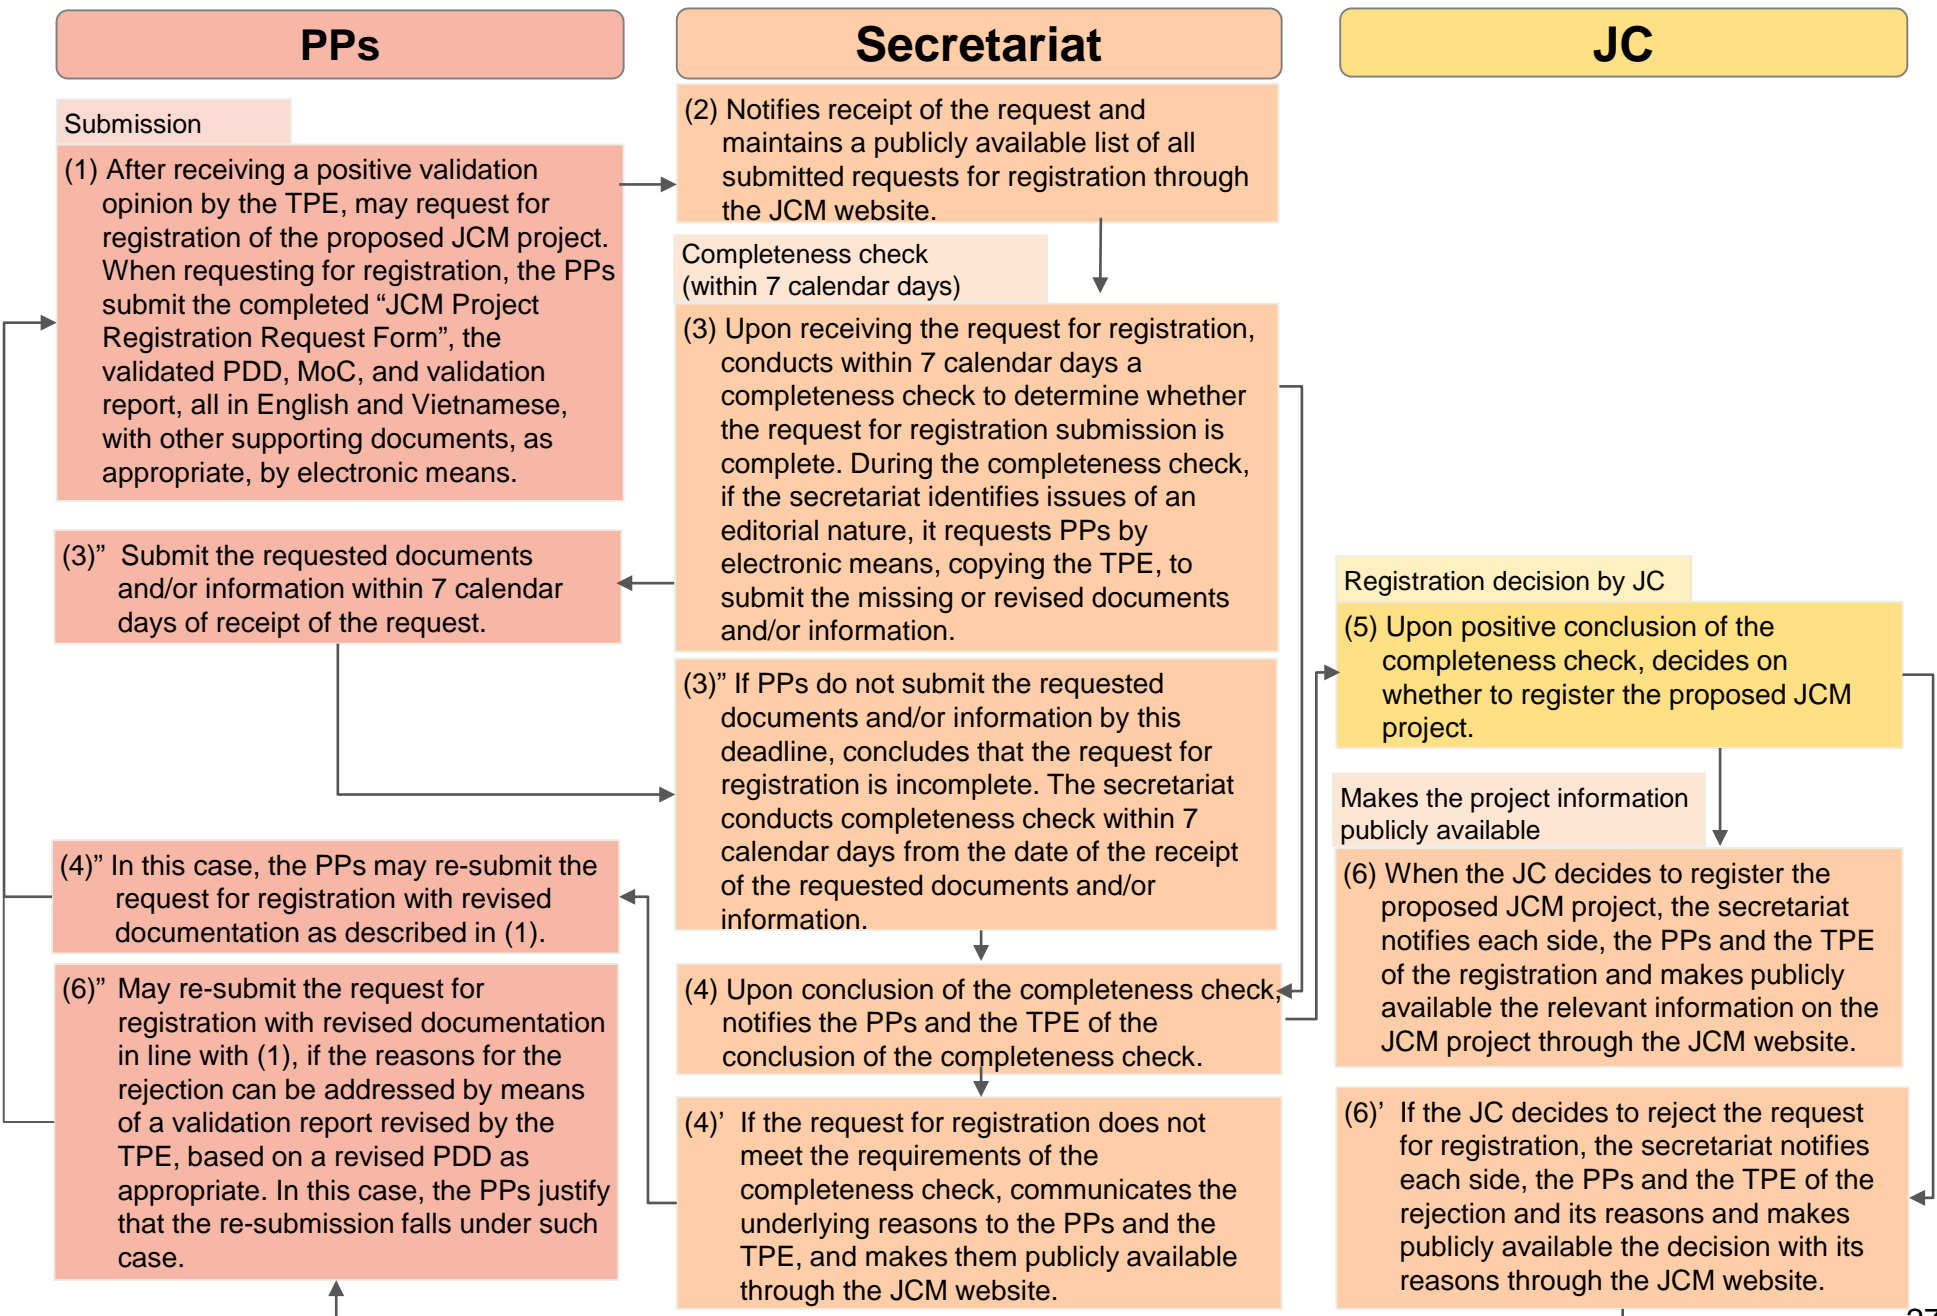 PPs
Secretariat
JC
Submission
(1) After receiving a positive validation
opinion by the TPE, may request for
registration of the proposed JCM project.
When requesting for registration, the PPs
submit the completed “JCM Project
Registration Request Form”, the
validated PDD, MoC, and validation
report, all in English and Vietnamese,
with other supporting documents, as
appropriate, by electronic means.
(3)” Submit the requested documents
and/or information within 7 calendar
days of receipt of the request.
(4)” In this case, the PPs may re-submit the
request for registration with revised
documentation as described in (1).
(6)” May re-submit the request for
registration with revised documentation
in line with (1), if the reasons for the
rejection can be addressed by means
of a validation report revised by the
TPE, based on a revised PDD as
appropriate. In this case, the PPs justify
that the re-submission falls under such
case.
(2) Notifies receipt of the request and
maintains a publicly available list of all
submitted requests for registration through
the JCM website.
Completeness check
(within 7 calendar days)
(3) Upon receiving the request for registration,
conducts within 7 calendar days a
completeness check to determine whether
the request for registration submission is
complete. During the completeness check,
if the secretariat identifies issues of an
editorial nature, it requests PPs by
electronic means, copying the TPE, to
submit the missing or revised documents
and/or information.
(3)” If PPs do not submit the requested
documents and/or information by this
deadline, concludes that the request for
registration is incomplete. The secretariat
conducts completeness check within 7
calendar days from the date of the receipt
of the requested documents and/or
information.
(4) Upon conclusion of the completeness check,
notifies the PPs and the TPE of the
conclusion of the completeness check.
(4)’ If the request for registration does not
meet the requirements of the
completeness check, communicates the
underlying reasons to the PPs and the
TPE, and makes them publicly available
through the JCM website.
Registration decision by JC
(5) Upon positive conclusion of the
completeness check, decides on
whether to register the proposed JCM
project.
Makes the project information
publicly available
(6) When the JC decides to register the
proposed JCM project, the secretariat
notifies each side, the PPs and the TPE
of the registration and makes publicly
available the relevant information on the
JCM project through the JCM website.
(6)’ If the JC decides to reject the request
for registration, the secretariat notifies
each side, the PPs and the TPE of the
rejection and its reasons and makes
publicly available the decision with its
reasons through the JCM website.